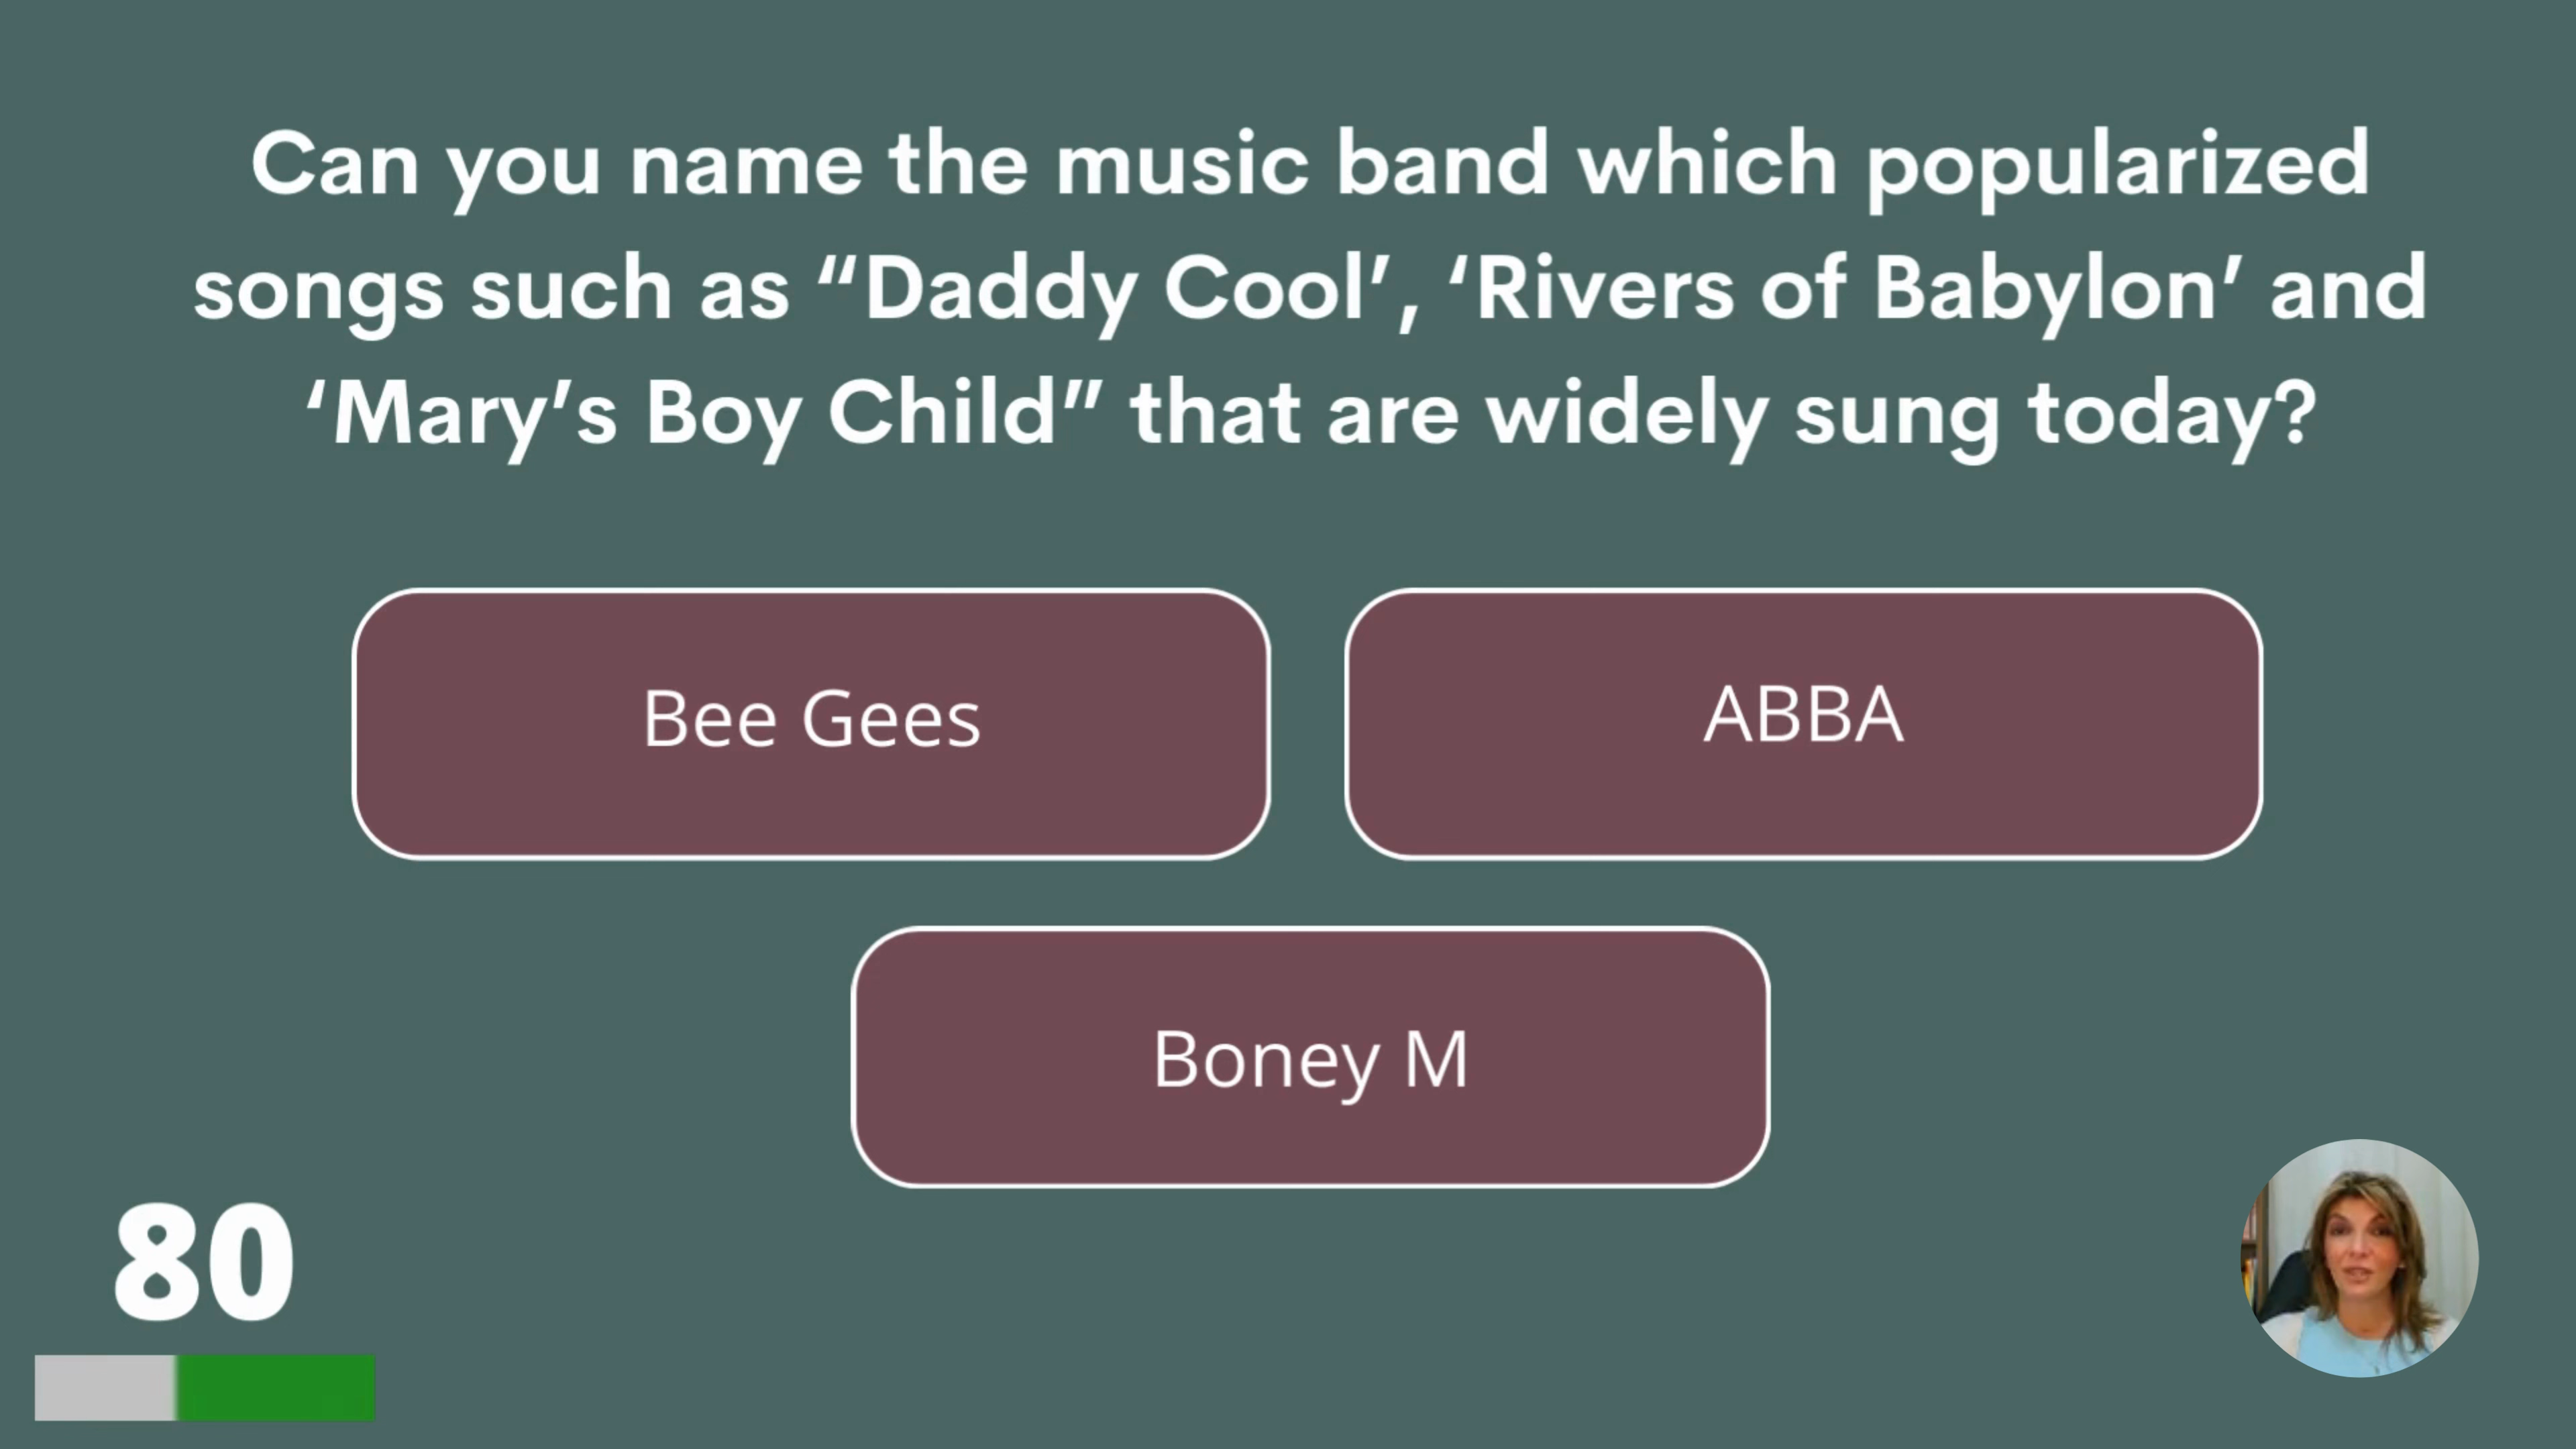 Can you name the music band which popularized
songs such as “Daddy Cool’, ‘Rivers of Babylon’ and
‘Mary’s Boy Child” that are widely sung today?
Bee Gees
ABBA
Boney M
80